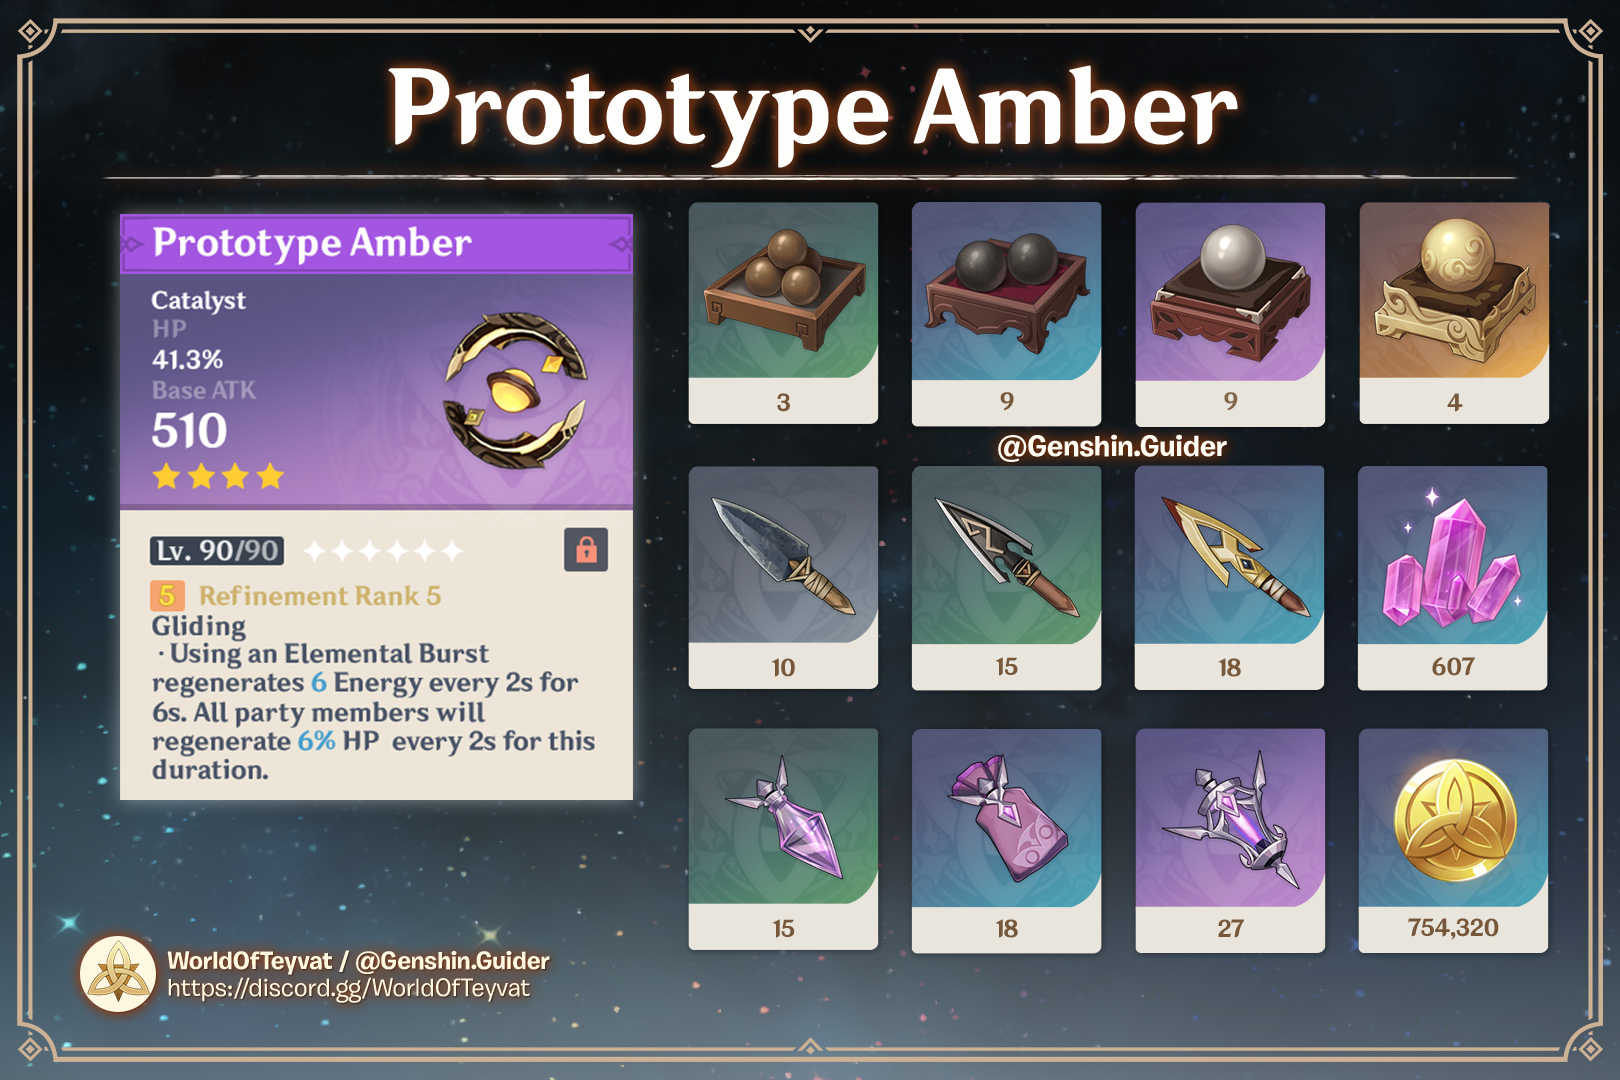 Prototype Amber
Prototype Amber
Catalyst
HP
41.3%
Base ATK
510
Lv. 90/90
5 Refinement Rank 5
Gliding
· Using an Elemental Burst
regenerates 6 Energy every 2s for
6s. All party members will
regenerate 6% HP every 2s for this
duration.
3
9
9
4
@Genshin.Guider
10
15
18
607
15
18
27
754,320
WorldOfTeyvat / @Genshin.Guider
https://discord.gg/WorldOfTeyvat